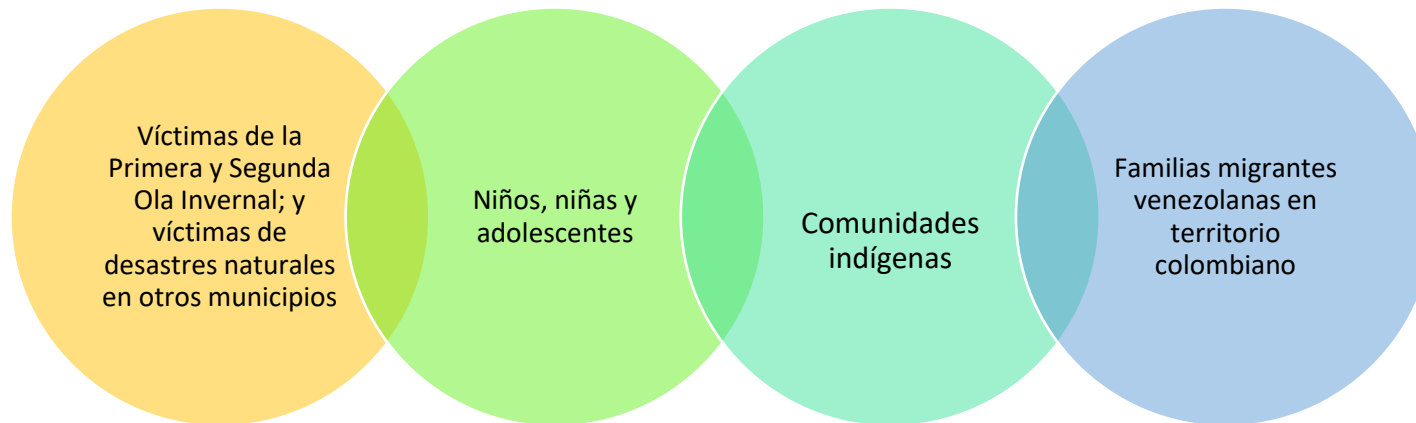 Víctimas de la
Primera y Segunda
Ola Invernal; y
víctimas de
desastres naturales
en otros municipios
Niños, niñas y
adolescentes
Comunidades
indígenas
Familias migrantes
venezolanas en
territorio
colombiano